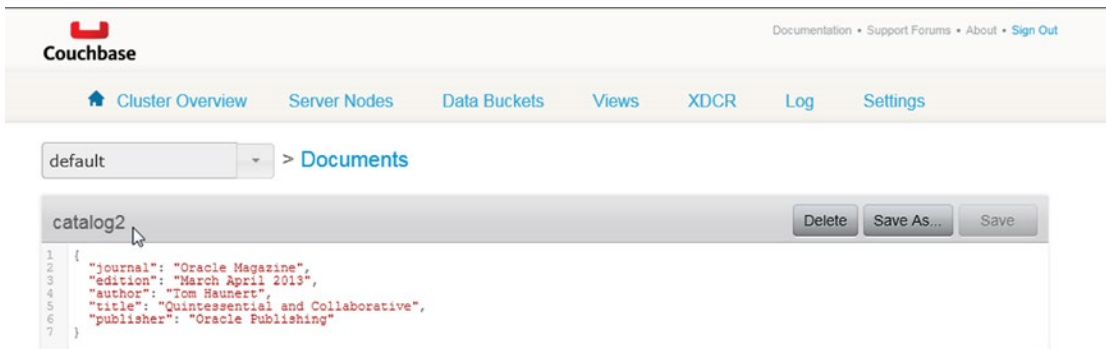 Couchbase
Documentation • Support Forums • About • Sign Out
Cluster Overview Server Nodes Data Buckets Views XDCR Log Settings
default > Documents
catalog2 Delete Save As... Save
1 {
2 "journal": "Oracle Magazine",
3 "edition": "March April 2013",
4 "author": "Tom Haunert",
5 "title": "Quintessential and Collaborative",
6 "publisher": "Oracle Publishing"
7 }